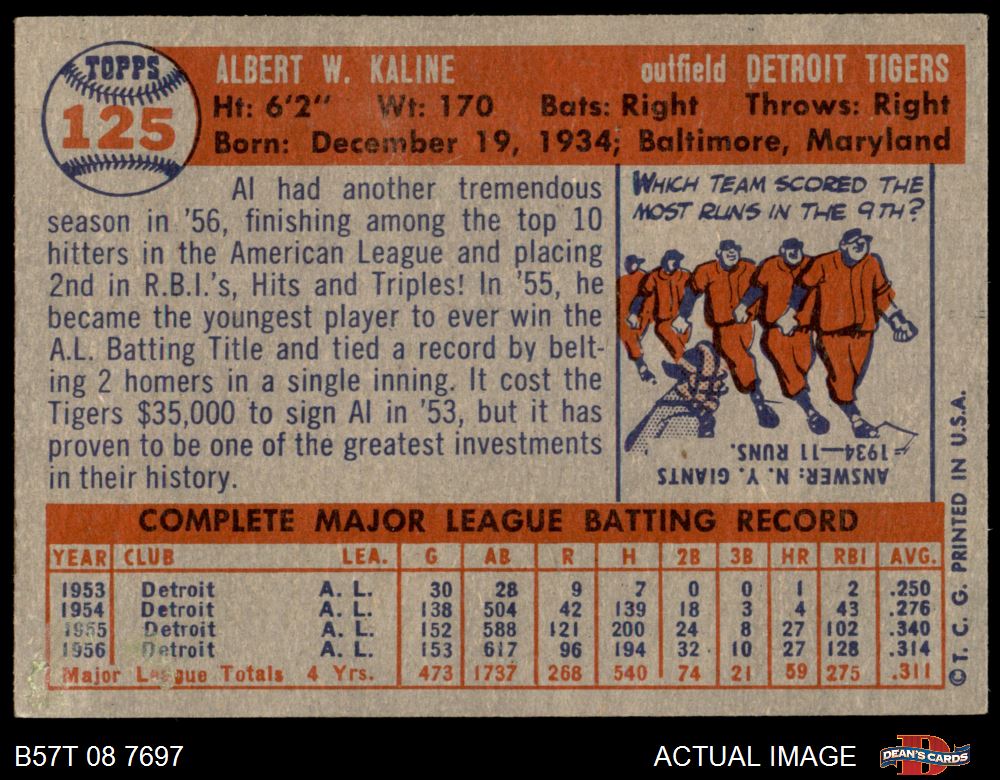 TOPPS
125
ALBERT W. KALINE outfield DETROIT TIGERS
Ht: 6'2" Wt: 170 Bats: Right Throws: Right
Born: December 19, 1934; Baltimore, Maryland
Al had another tremendous
season in '56, finishing among the top 10
hitters in the American League and placing
2nd in R.B.I.'s, Hits and Triples! In '55, he
became the youngest player to ever win the
A.L. Batting Title and tied a record by belt-
ing 2 homers in a single inning. It cost the
Tigers $35,000 to sign Al in '53, but it has
proven to be one of the greatest investments
in their history.
WHICH TEAM SCORED THE
MOST RUNS IN THE 9TH?
ANSWER: N. Y. GIANTS
—1934—11 RUNS.
COMPLETE MAJOR LEAGUE BATTING RECORD
YEAR CLUB LEA. G AB R H 2B 3B HR RBI AVG.
1953 Detroit A. L. 30 28 9 7 0 0 1 2 .250
1954 Detroit A. L. 138 504 42 139 18 3 4 43 .276
1955 Detroit A. L. 152 588 121 200 24 8 27 102 .340
1956 Detroit A. L. 153 617 96 194 32 10 27 128 .314
Major League Totals 4 Yrs. 473 1737 268 540 74 21 59 275 .311
© T. C. G. PRINTED IN U.S.A.
B57T 08 7697 ACTUAL IMAGE DEAN'S CARDS